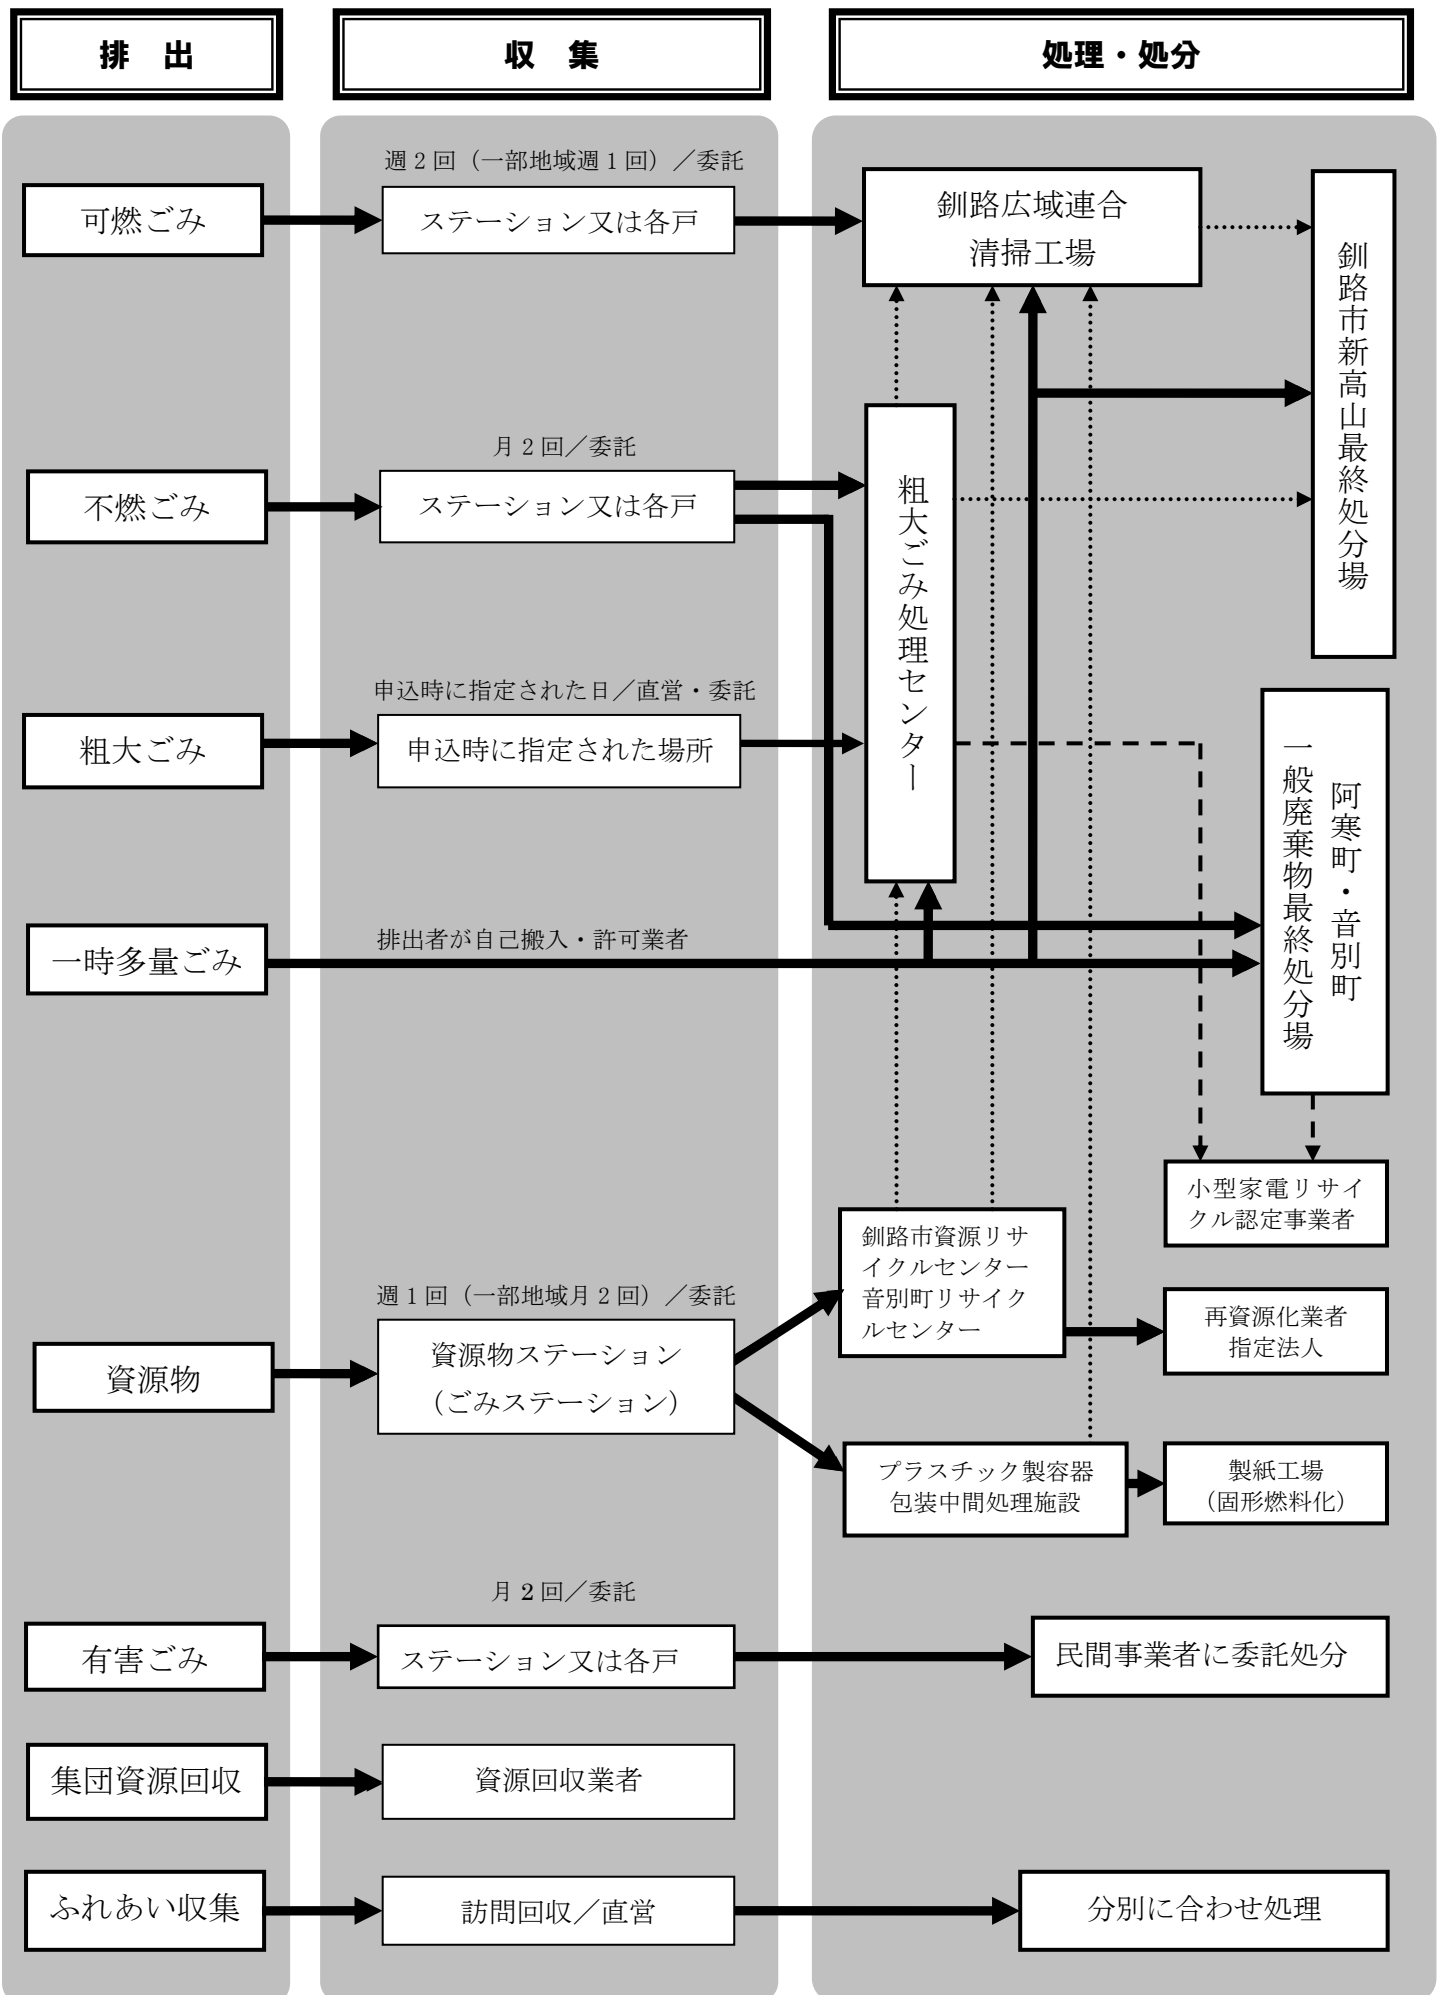 排　出
収　集
処理・処分
週２回（一部地域週１回）／委託
可燃ごみ
ステーション又は各戸
釧路広域連合
清掃工場
釧路市新高山最終処分場
月２回／委託
不燃ごみ
ステーション又は各戸
粗大ごみ処理センター
申込時に指定された日／直営・委託
粗大ごみ
申込時に指定された場所
阿寒町・音別町
一般廃棄物最終処分場
排出者が自己搬入・許可業者
一時多量ごみ
小型家電リサイ
クル認定事業者
釧路市資源リサ
イクルセンター
音別町リサイク
ルセンター
週１回（一部地域月２回）／委託
資源物
資源物ステーション
（ごみステーション）
再資源化業者
指定法人
プラスチック製容器
包装中間処理施設
製紙工場
（固形燃料化）
月２回／委託
有害ごみ
ステーション又は各戸
民間事業者に委託処分
集団資源回収
資源回収業者
ふれあい収集
訪問回収／直営
分別に合わせ処理